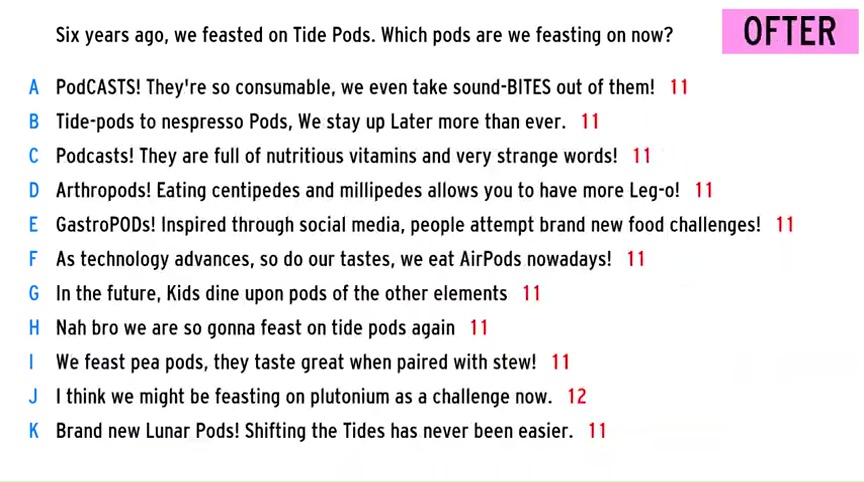 Six years ago, we feasted on Tide Pods. Which pods are we feasting on now?
OFTER
A PodCASTS! They're so consumable, we even take sound-BITES out of them! 11
B Tide-pods to nespresso Pods, We stay up Later more than ever. 11
C Podcasts! They are full of nutritious vitamins and very strange words! 11
D Arthropods! Eating centipedes and millipedes allows you to have more Leg-o! 11
E GastroPODs! Inspired through social media, people attempt brand new food challenges! 11
F As technology advances, so do our tastes, we eat AirPods nowadays! 11
G In the future, Kids dine upon pods of the other elements 11
H Nah bro we are so gonna feast on tide pods again 11
I We feast pea pods, they taste great when paired with stew! 11
J I think we might be feasting on plutonium as a challenge now. 12
K Brand new Lunar Pods! Shifting the Tides has never been easier. 11